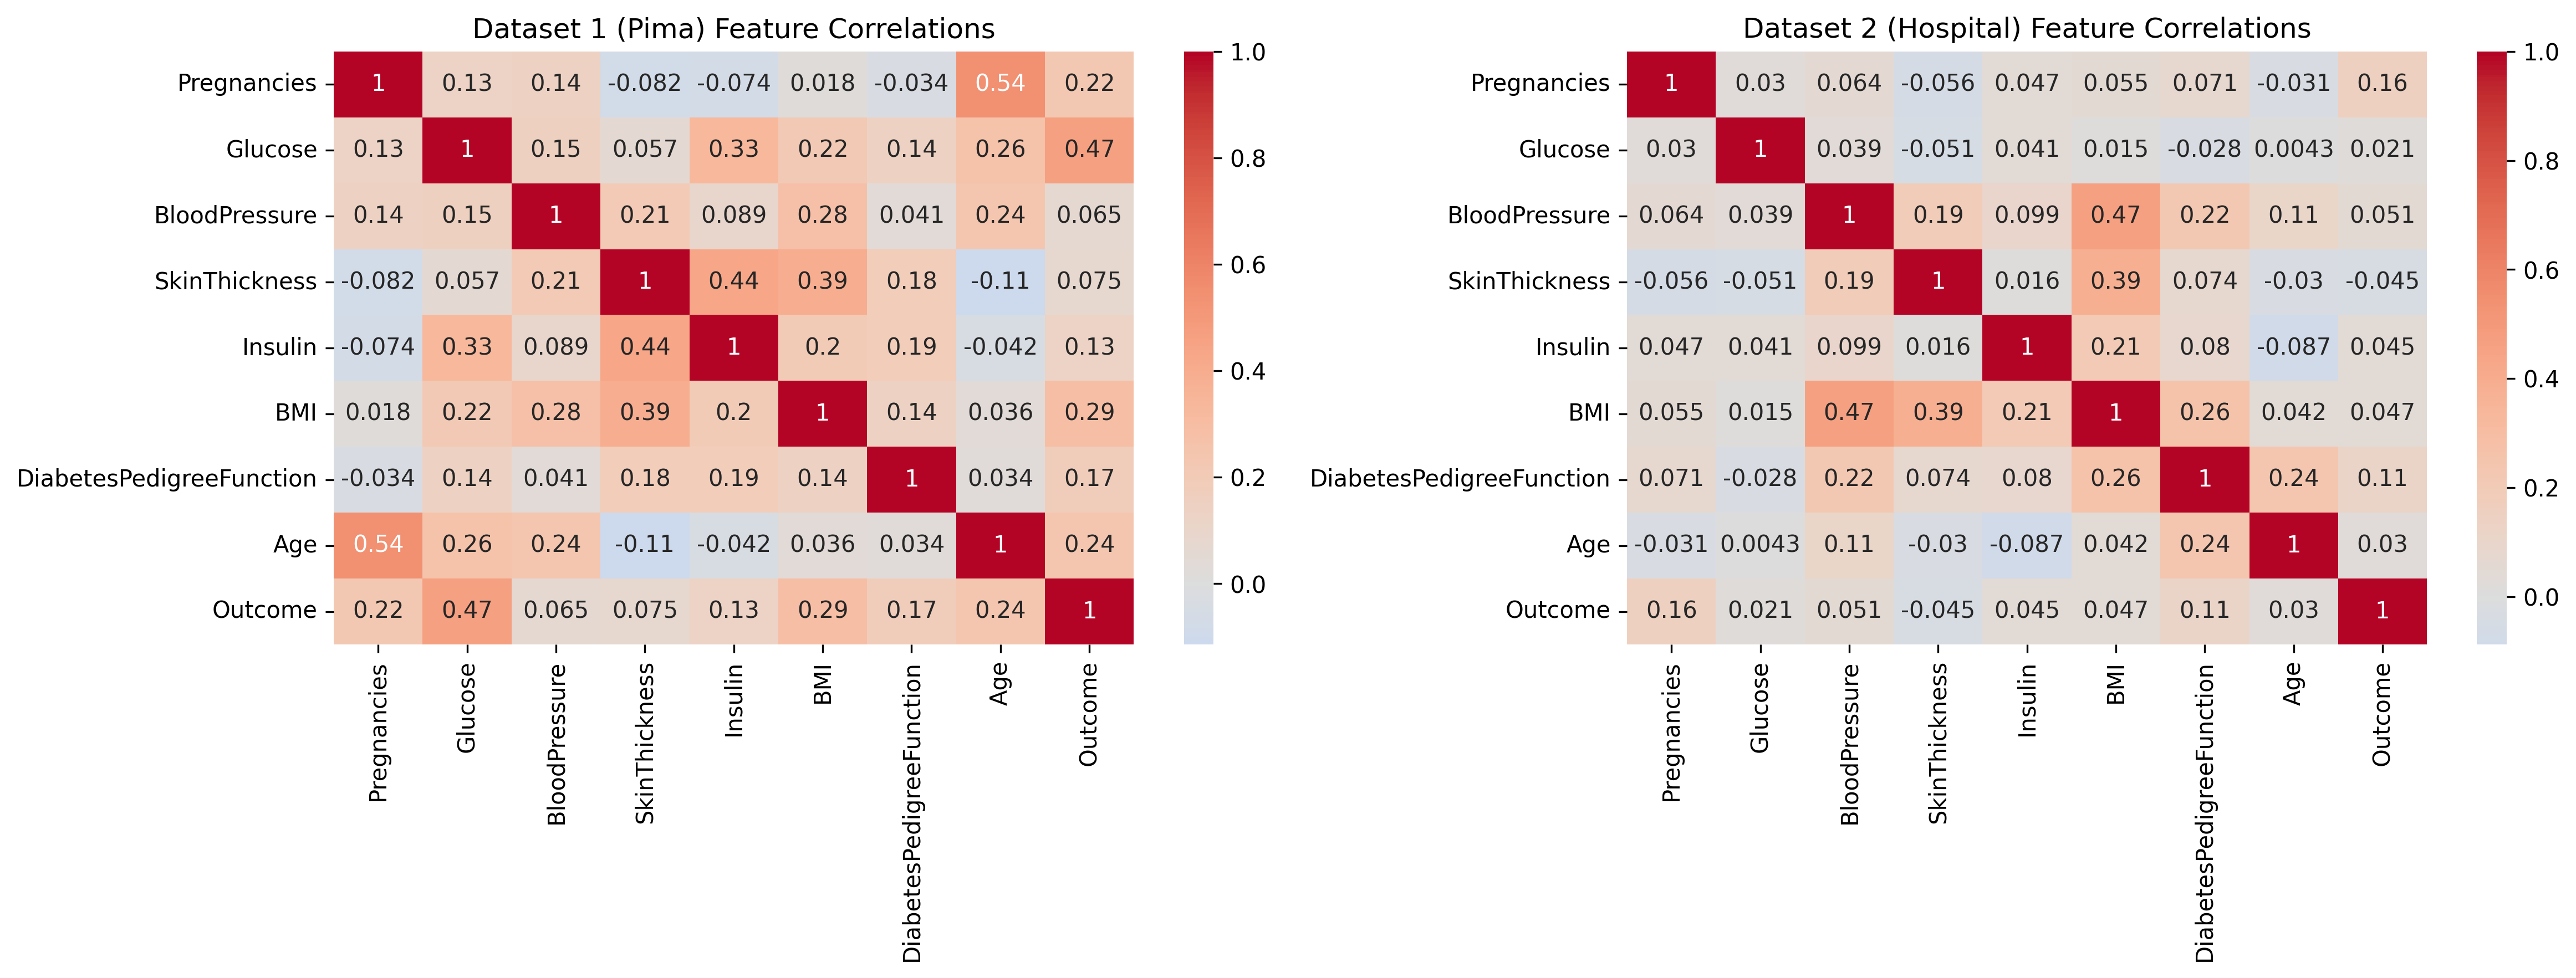 Dataset 1 (Pima) Feature Correlations
Pregnancies 1 0.13 0.14 -0.082 -0.074 0.018 -0.034 0.54 0.22
Glucose 0.13 1 0.15 0.057 0.33 0.22 0.14 0.26 0.47
BloodPressure 0.14 0.15 1 0.21 0.089 0.28 0.041 0.24 0.065
SkinThickness -0.082 0.057 0.21 1 0.44 0.39 0.18 -0.11 0.075
Insulin -0.074 0.33 0.089 0.44 1 0.2 0.19 -0.042 0.13
BMI 0.018 0.22 0.28 0.39 0.2 1 0.14 0.036 0.29
DiabetesPedigreeFunction -0.034 0.14 0.041 0.18 0.19 0.14 1 0.034 0.17
Age 0.54 0.26 0.24 -0.11 -0.042 0.036 0.034 1 0.24
Outcome 0.22 0.47 0.065 0.075 0.13 0.29 0.17 0.24 1
Pregnancies
Glucose
BloodPressure
SkinThickness
Insulin
BMI
DiabetesPedigreeFunction
Age
Outcome
1.0
0.8
0.6
0.4
0.2
0.0
Dataset 2 (Hospital) Feature Correlations
Pregnancies 1 0.03 0.064 -0.056 0.047 0.055 0.071 -0.031 0.16
Glucose 0.03 1 0.039 -0.051 0.041 0.015 -0.028 0.0043 0.021
BloodPressure 0.064 0.039 1 0.19 0.099 0.47 0.22 0.11 0.051
SkinThickness -0.056 -0.051 0.19 1 0.016 0.39 0.074 -0.03 -0.045
Insulin 0.047 0.041 0.099 0.016 1 0.21 0.08 -0.087 0.045
BMI 0.055 0.015 0.47 0.39 0.21 1 0.26 0.042 0.047
DiabetesPedigreeFunction 0.071 -0.028 0.22 0.074 0.08 0.26 1 0.24 0.11
Age -0.031 0.0043 0.11 -0.03 -0.087 0.042 0.24 1 0.03
Outcome 0.16 0.021 0.051 -0.045 0.045 0.047 0.11 0.03 1
Pregnancies
Glucose
BloodPressure
SkinThickness
Insulin
BMI
DiabetesPedigreeFunction
Age
Outcome
1.0
0.8
0.6
0.4
0.2
0.0